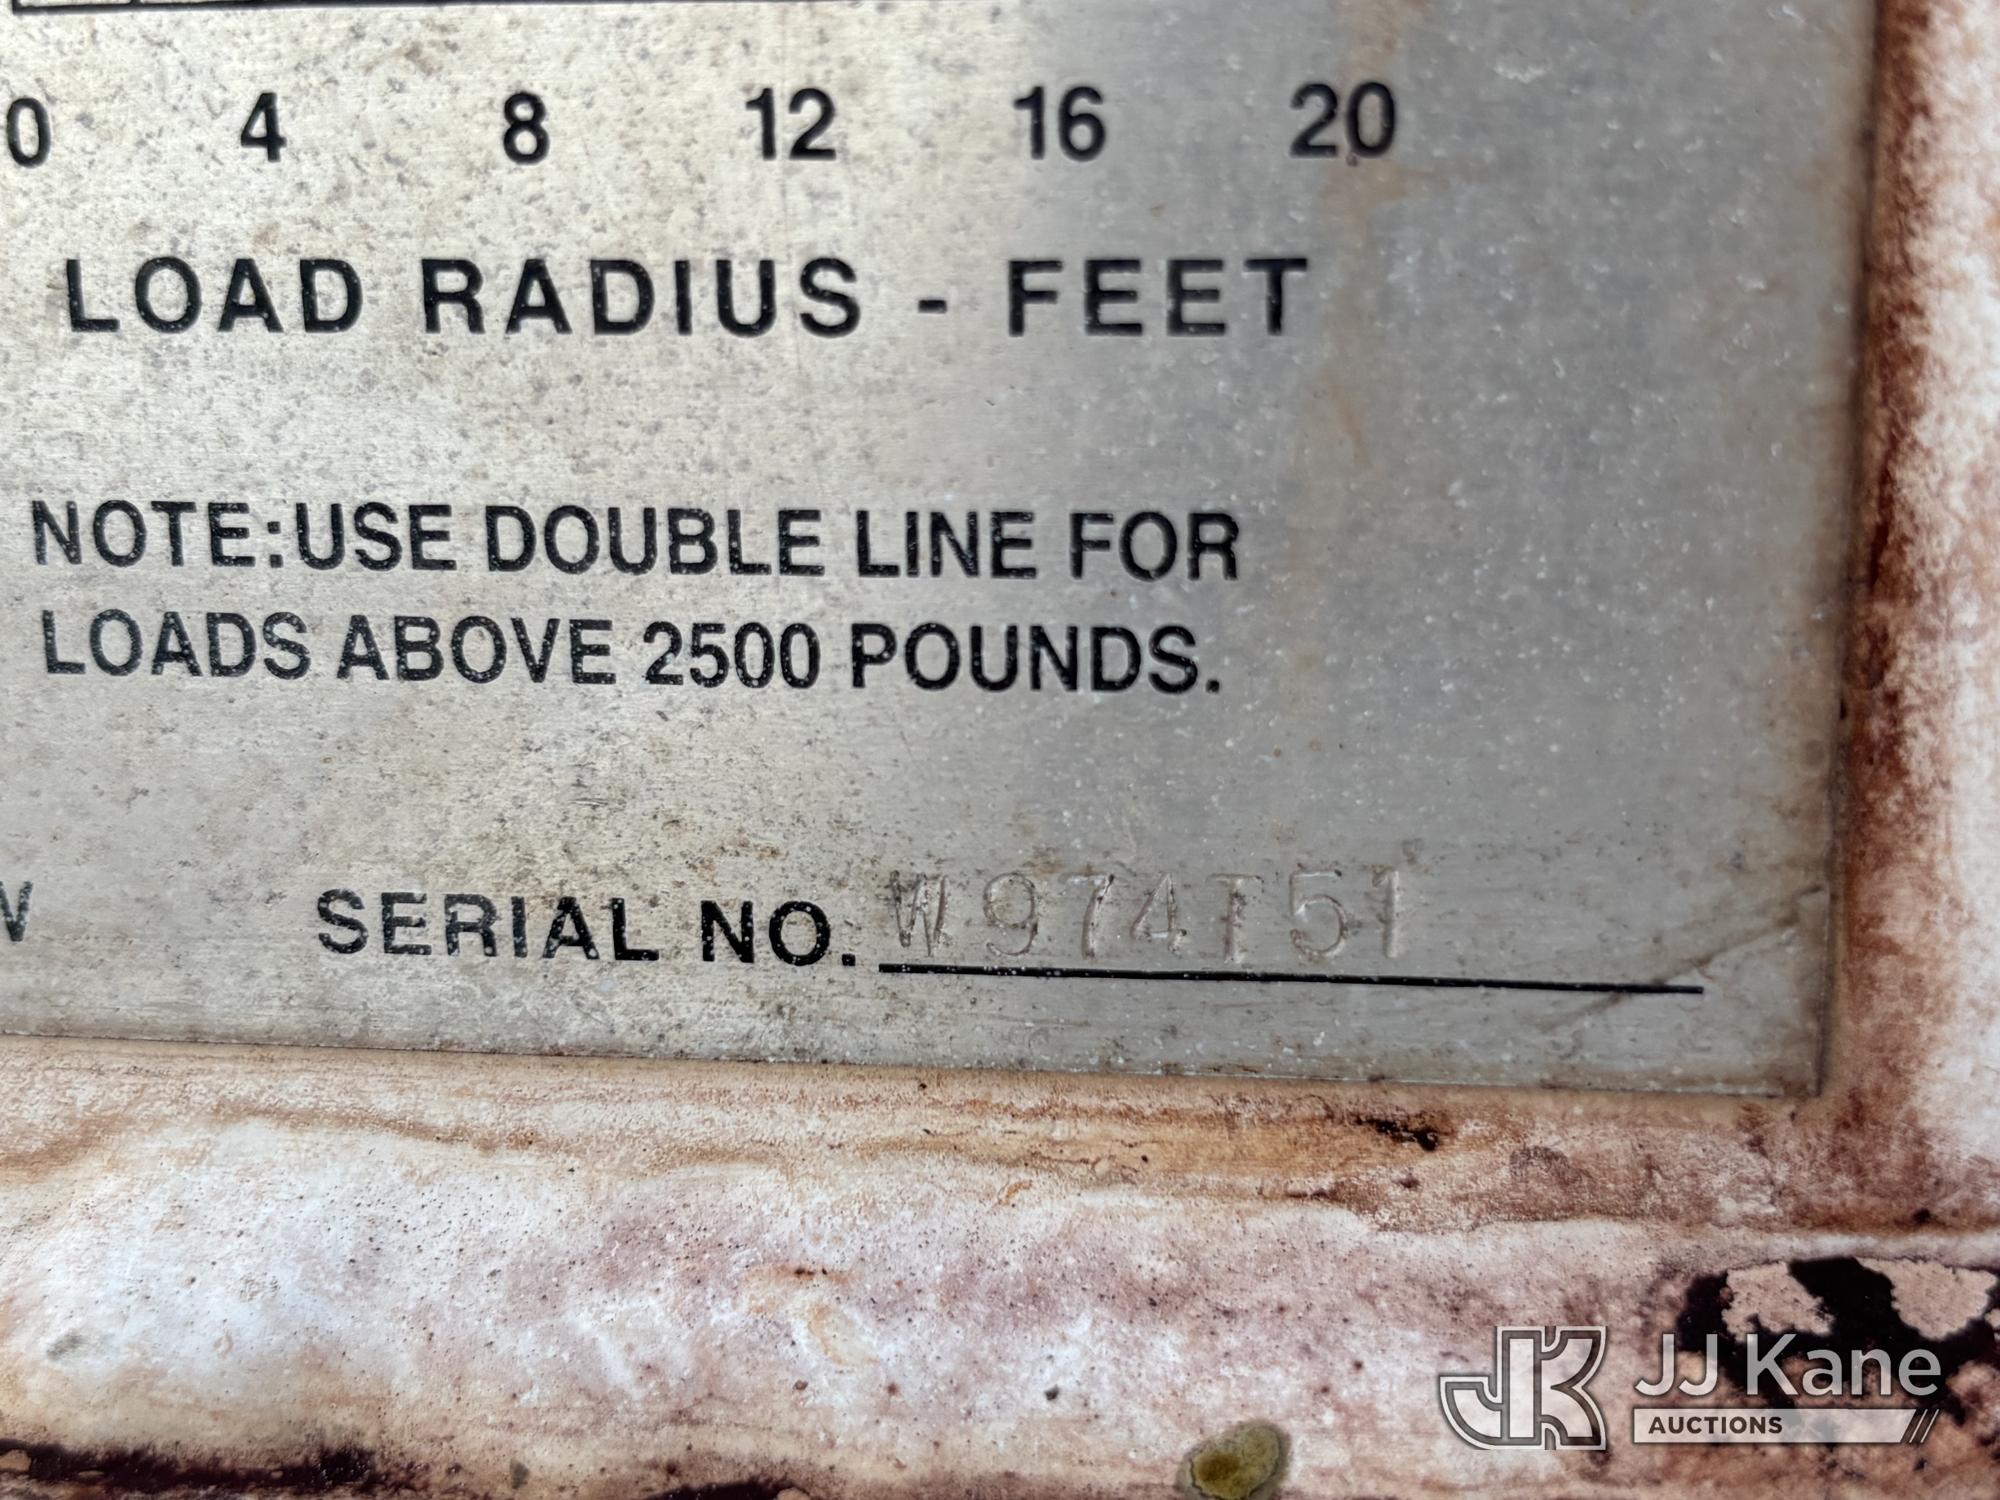 0 4 8 12 16 20
LOAD RADIUS - FEET
NOTE:USE DOUBLE LINE FOR
LOADS ABOVE 2500 POUNDS.
SERIAL NO. W974T51
JK JJ Kane
AUCTIONS